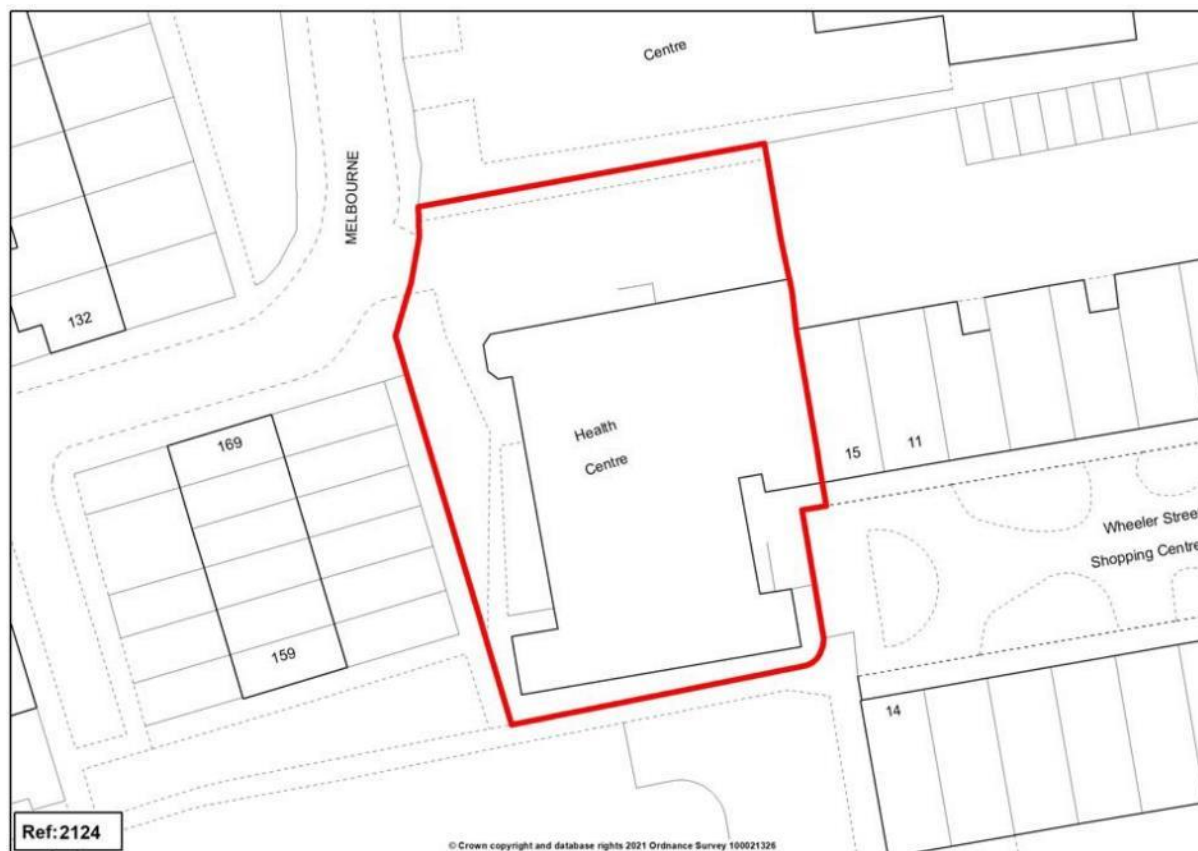 Centre
MELBOURNE
132
169
Health
Centre
15
11
Wheeler Street
Shopping Centre
159
14
Ref:2124
© Crown copyright and database rights 2021 Ordnance Survey 100021326